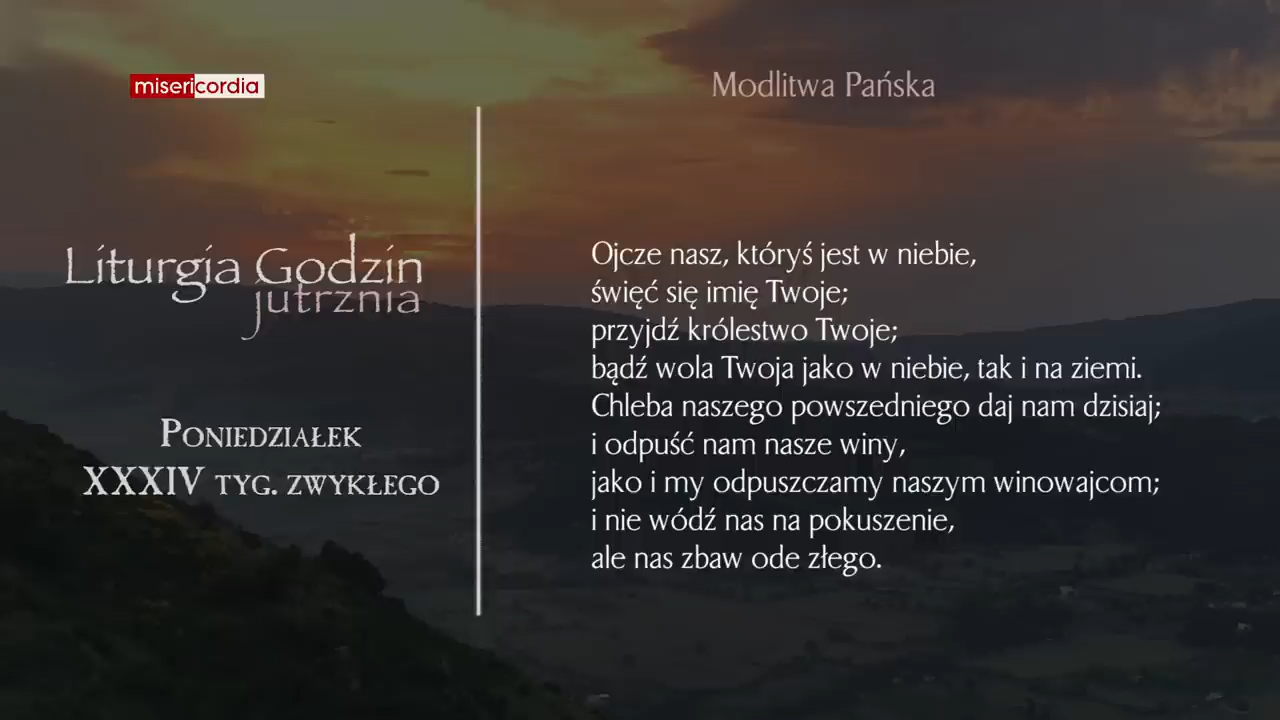 misericordia
Modlitwa Pańska
Liturgia Godzin
jutrznia
Poniedziałek
XXXIV tyg. zwykłego
Ojcze nasz, któryś jest w niebie,
święć się imię Twoje;
przyjdź królestwo Twoje;
bądź wola Twoja jako w niebie, tak i na ziemi.
Chleba naszego powszedniego daj nam dzisiaj;
i odpuść nam nasze winy,
jako i my odpuszczamy naszym winowajcom;
i nie wódź nas na pokuszenie,
ale nas zbaw ode złego.